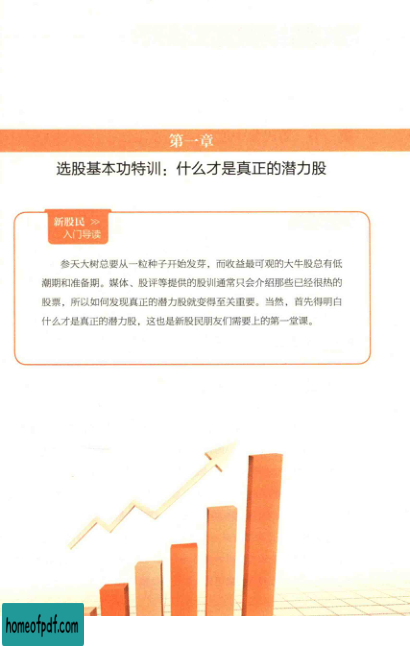 第一章
选股基本功特训：什么才是真正的潜力股
新股民 >>
入门导读
参天大树总要从一粒种子开始发芽，而收益最可观的大牛股总有低
潮期和准备期。媒体、股评等提供的股训通常只会介绍那些已经很热的
股票，所以如何发现真正的潜力股就变得至关重要。当然，首先得明白
什么才是真正的潜力股，这也是新股民朋友们需要上的第一堂课。
homeofpdf.com